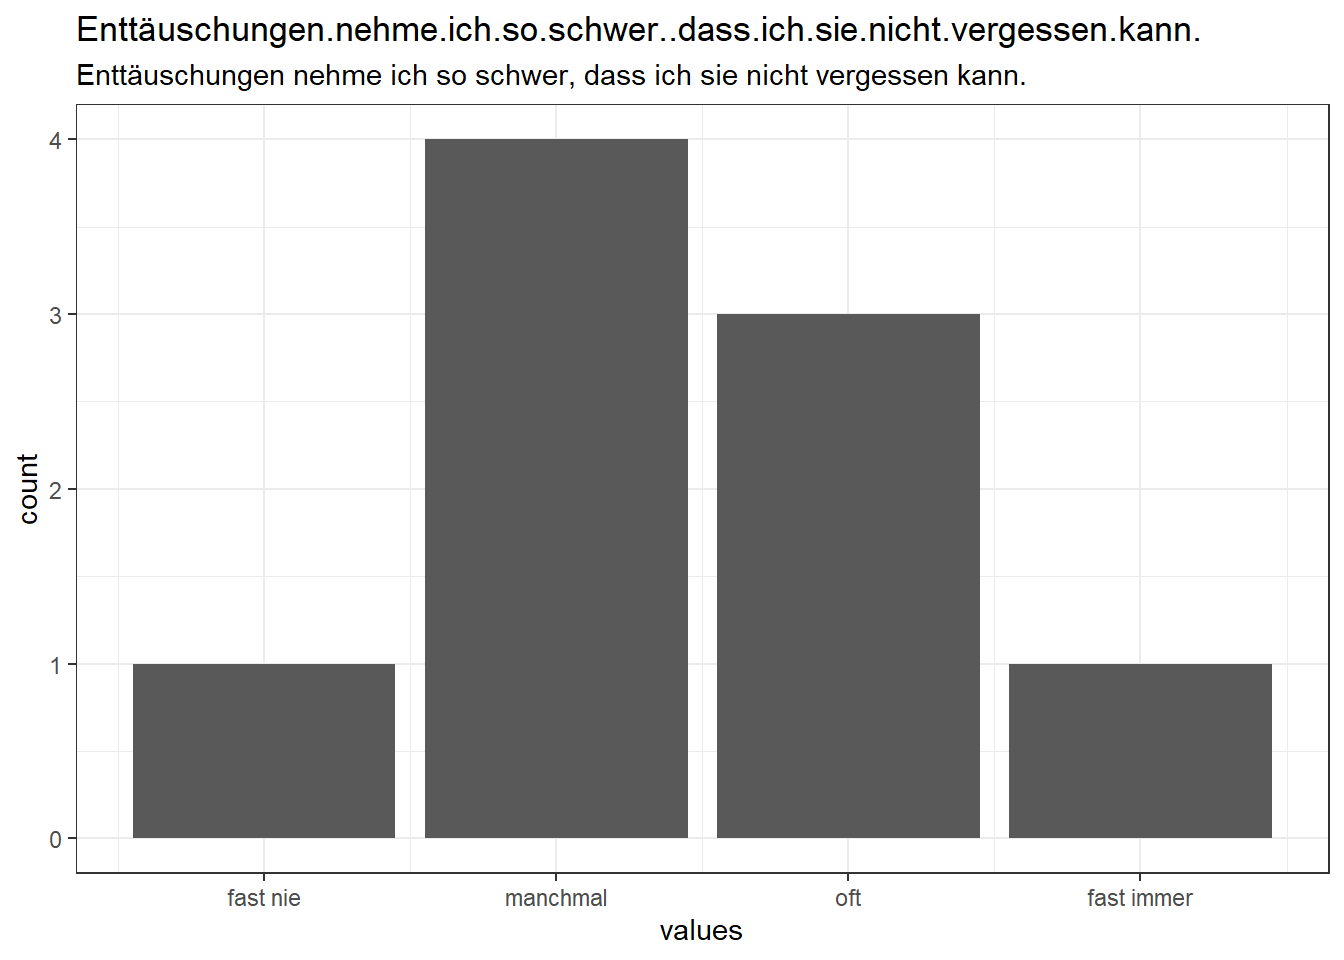 Enttäuschungen.nehme.ich.so.schwer..dass.ich.sie.nicht.vergessen.kann.
Enttäuschungen nehme ich so schwer, dass ich sie nicht vergessen kann.
4
3
count
2
1
0
fast nie manchmal oft fast immer
values